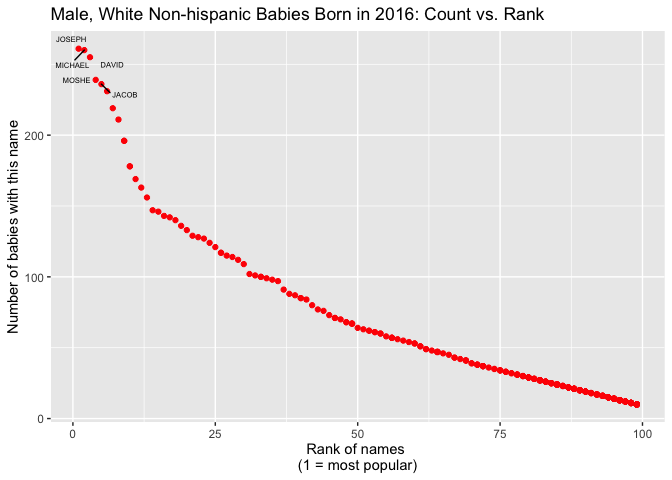 Male, White Non-hispanic Babies Born in 2016: Count vs. Rank
JOSEPH
MICHAEL
DAVID
MOSHE
JACOB
Number of babies with this name
200
100
0
0
25
50
75
100
Rank of names
(1 = most popular)